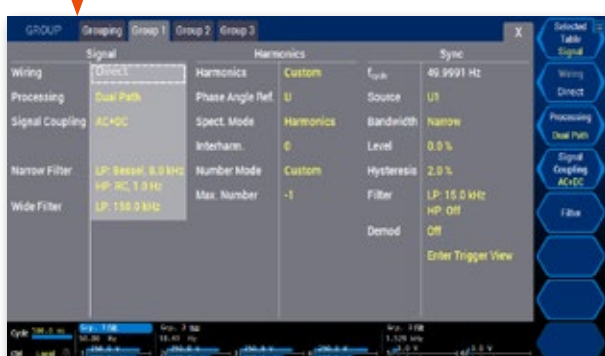 GROUP Grouping Group 1 Group 2 Group 3 X
Signal Harmonics Sync
Wiring Direct Harmonics Custom fcycle 49.9991 Hz
Processing Dual Path Phase Angle Ref. U Source U1
Signal Coupling AC+DC Spect. Mode Harmonics Bandwidth Narrow
Interharm. 0 Level 0.0 %
Narrow Filter LP: Bessel, 8.0 kHz Number Mode Custom Hysteresis 2.0 %
HP: RC, 1.0 Hz Max. Number -1 Filter LP: 15.0 kHz
Wide Filter LP: 150.0 kHz HP: Off
Demod Off
Enter Trigger View
Selected
Table
Signal
Wiring
Direct
Processing
Dual Path
Signal
Coupling
AC+DC
Filter
Cycle